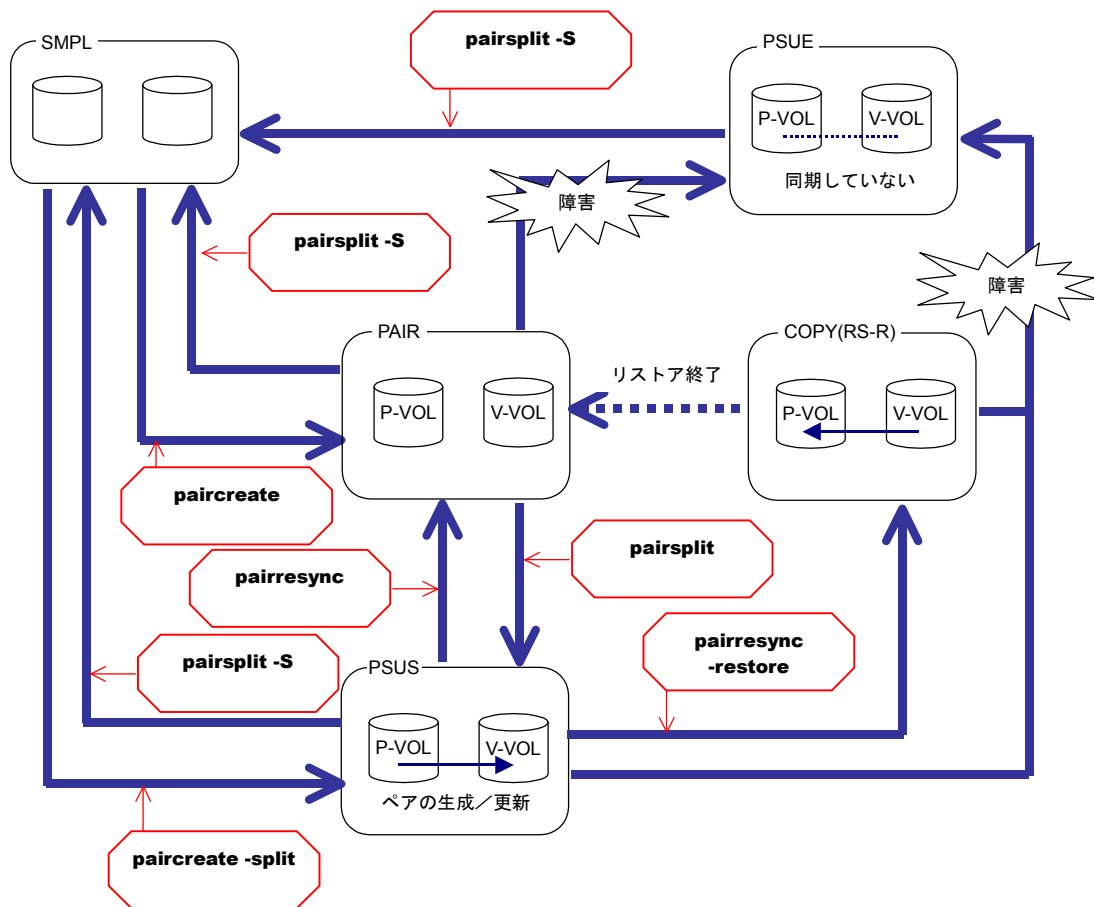 SMPL
pairsplit -S
PSUE
P-VOL
V-VOL
同期していない
障害
pairsplit -S
障害
PAIR
P-VOL
V-VOL
リストア終了
COPY(RS-R)
P-VOL
V-VOL
paircreate
pairresync
pairsplit
pairsplit -S
pairresync
-restore
PSUS
P-VOL
V-VOL
ペアの生成／更新
paircreate -split